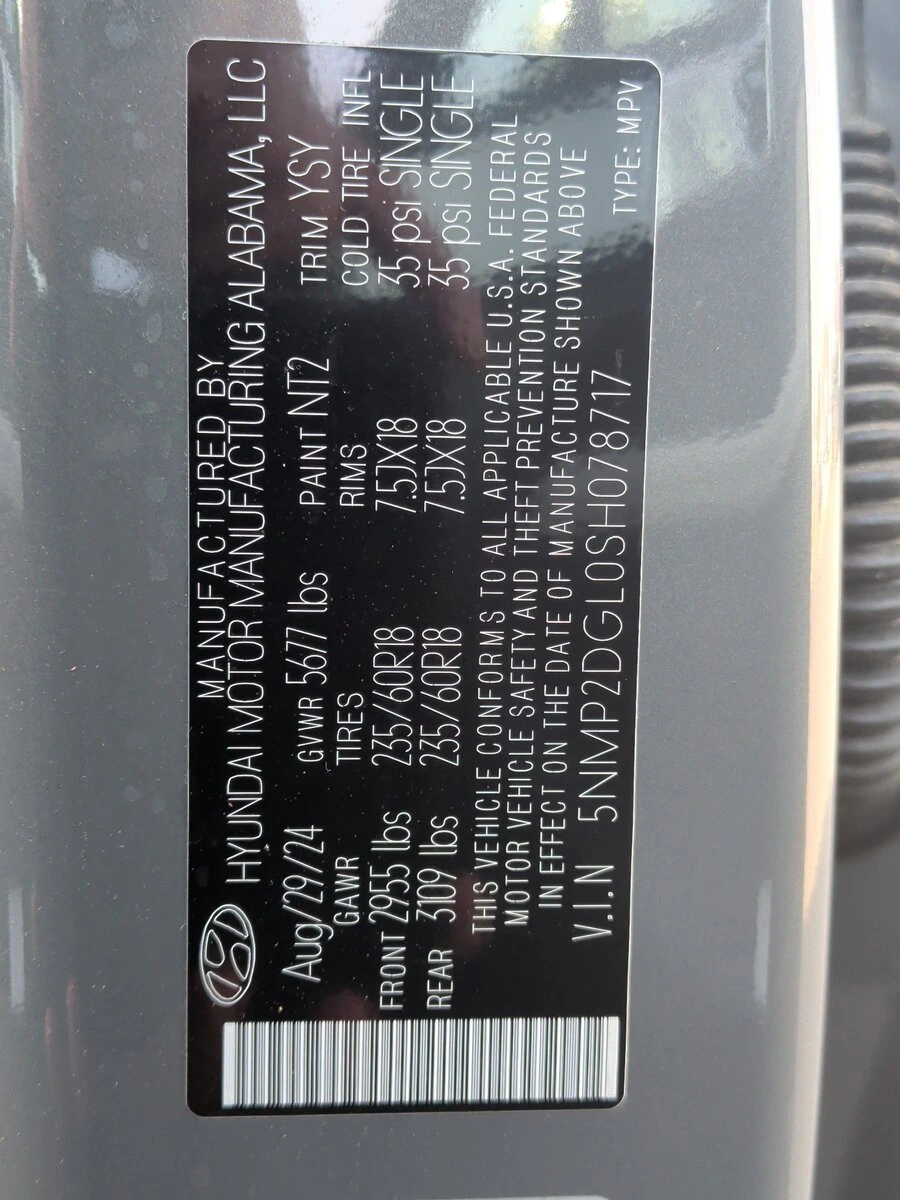 MANUFACTURED BY
HYUNDAI MOTOR MANUFACTURING ALABAMA, LLC
Aug/29/24 GVWR 5677 lbs PAINT NT2 TRIM YSY
GAWR TIRES RIMS COLD TIRE INFL
FRONT 2955 lbs 235/60R18 7.5JX18 35 psi SINGLE
REAR 3109 lbs 235/60R18 7.5JX18 35 psi SINGLE
THIS VEHICLE CONFORMS TO ALL APPLICABLE U.S.A. FEDERAL
MOTOR VEHICLE SAFETY AND THEFT PREVENTION STANDARDS
IN EFFECT ON THE DATE OF MANUFACTURE SHOWN ABOVE
V.I.N 5NMP2DGL0SH078717 TYPE: MPV